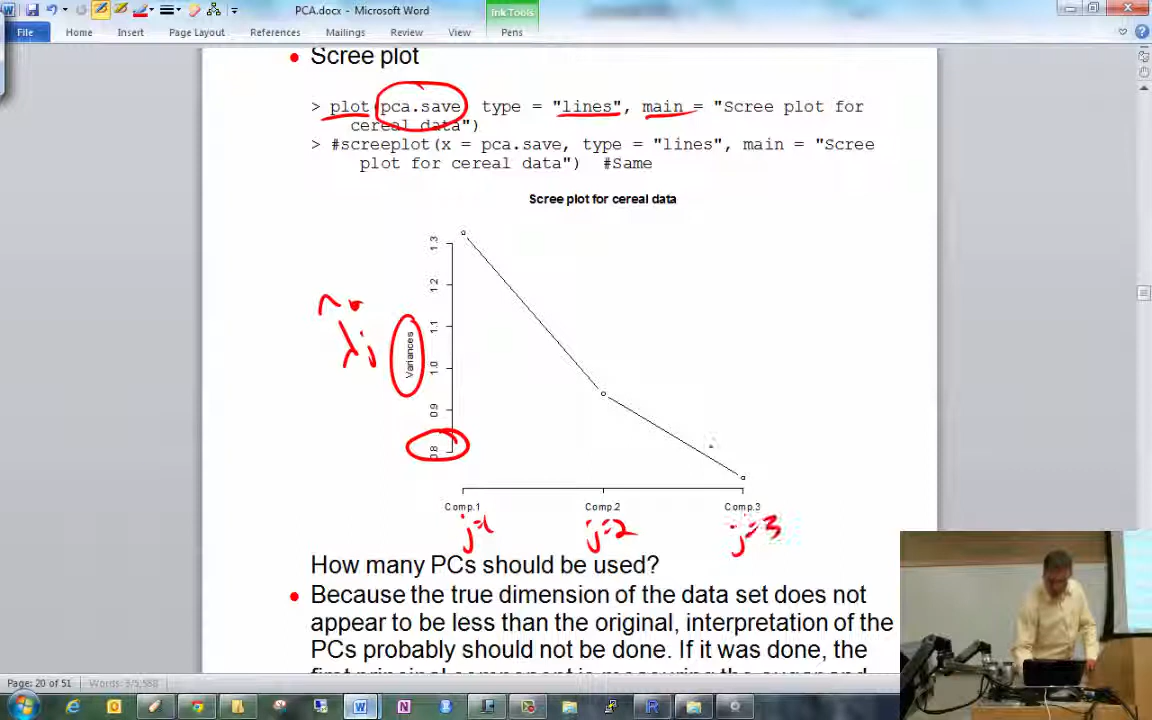 PCA.docx - Microsoft Word
Ink Tools
File Home Insert Page Layout References Mailings Review View Pens
Scree plot
> plot(pca.save, type = "lines", main = "Scree plot for
cereal data")
> #screeplot(x = pca.save, type = "lines", main = "Scree
plot for cereal data") #Same
Scree plot for cereal data
1.3
1.2
1.1
1.0
0.9
0.8
Variances
λj
Comp.1 Comp.2 Comp.3
j=1 j=2 j=3
How many PCs should be used?
Because the true dimension of the data set does not
appear to be less than the original, interpretation of the
PCs probably should not be done. If it was done, the
Page: 20 of 51